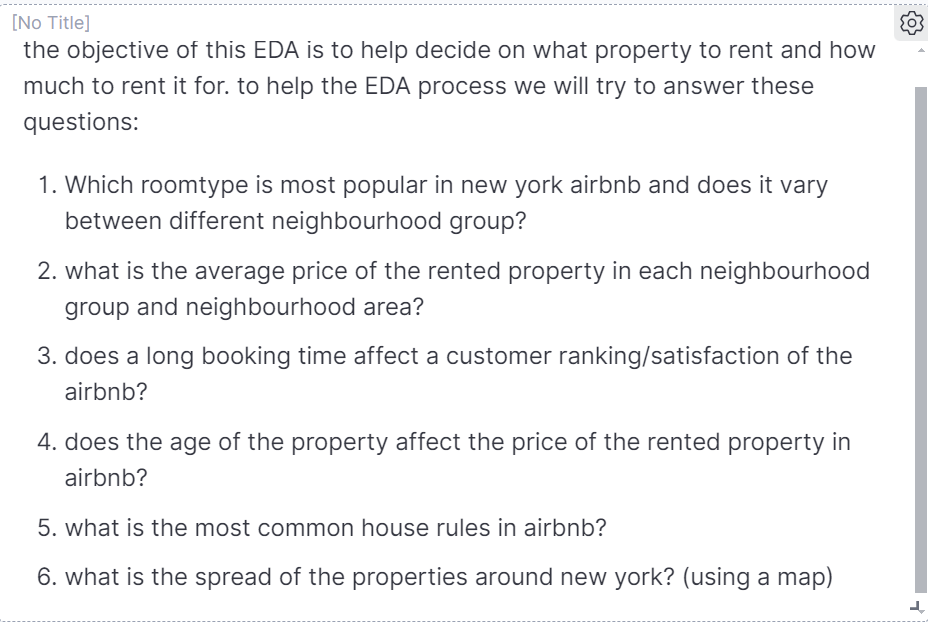 [No Title]
the objective of this EDA is to help decide on what property to rent and how
much to rent it for. to help the EDA process we will try to answer these
questions:
1. Which roomtype is most popular in new york airbnb and does it vary
between different neighbourhood group?
2. what is the average price of the rented property in each neighbourhood
group and neighbourhood area?
3. does a long booking time affect a customer ranking/satisfaction of the
airbnb?
4. does the age of the property affect the price of the rented property in
airbnb?
5. what is the most common house rules in airbnb?
6. what is the spread of the properties around new york? (using a map)